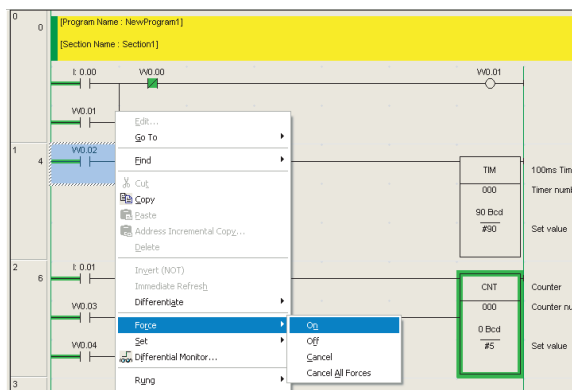 0
0
[Program Name : NewProgram1]
[Section Name : Section1]
I: 0.00
W0.00
W0.01
W0.01
1
4
W0.02
TIM
100ms Tim
000
Timer numb
90 Bcd
#90
Set value
2
6
I: 0.01
CNT
Counter
W0.03
000
Counter nu
0 Bcd
W0.04
#5
Set value
3
Edit...
Go To
Find
Cut
Copy
Paste
Address Incremental Copy...
Delete
Invert (NOT)
Immediate Refresh
Differentiate
Force
Set
Differential Monitor...
Rung
On
Off
Cancel
Cancel All Forces